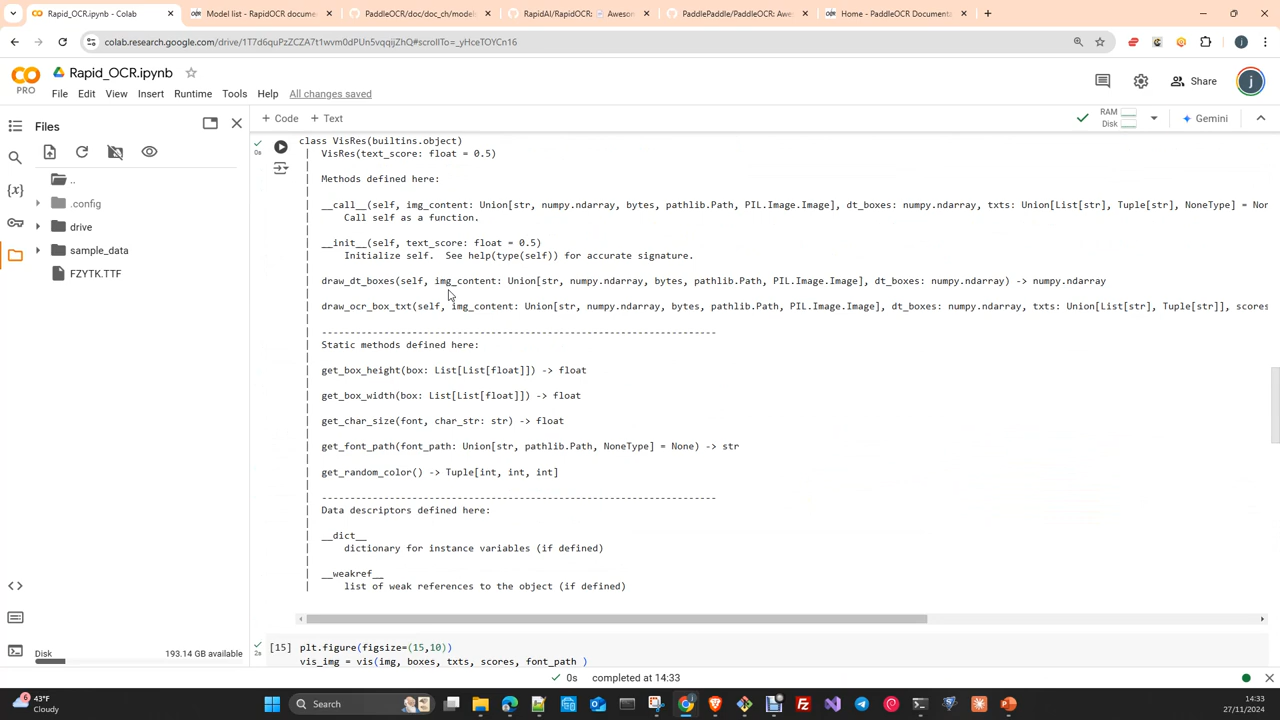 Rapid_OCR.ipynb - Colab
Model list - RapidOCR docume
PaddleOCR/doc/doc_ch/model
RapidAI/RapidOCR: Awesom
PaddlePaddle/PaddleOCR: Awe
Home - PaddleOCR Documenta
colab.research.google.com/drive/1T7d6quPzZCZA7t1wvm0dPUn5vqqijZhQ#scrollTo=_yHceTOYCn16
PRO
Rapid_OCR.ipynb
File Edit View Insert Runtime Tools Help All changes saved
Share
j
+ Code + Text
RAM
Disk
Gemini
Files
..
.config
drive
sample_data
FZYTK.TTF
Disk
193.14 GB available
0s
class VisRes(builtins.object)
| VisRes(text_score: float = 0.5)
|
| Methods defined here:
|
| __call__(self, img_content: Union[str, numpy.ndarray, bytes, pathlib.Path, PIL.Image.Image], dt_boxes: numpy.ndarray, txts: Union[List[str], Tuple[str], NoneType] = Non
| Call self as a function.
|
| __init__(self, text_score: float = 0.5)
| Initialize self. See help(type(self)) for accurate signature.
|
| draw_dt_boxes(self, img_content: Union[str, numpy.ndarray, bytes, pathlib.Path, PIL.Image.Image], dt_boxes: numpy.ndarray) -> numpy.ndarray
|
| draw_ocr_box_txt(self, img_content: Union[str, numpy.ndarray, bytes, pathlib.Path, PIL.Image.Image], dt_boxes: numpy.ndarray, txts: Union[List[str], Tuple[str]], scores
|
| ----------------------------------------------------------------------
| Static methods defined here:
|
| get_box_height(box: List[List[float]]) -> float
|
| get_box_width(box: List[List[float]]) -> float
|
| get_char_size(font, char_str: str) -> float
|
| get_font_path(font_path: Union[str, pathlib.Path, NoneType] = None) -> str
|
| get_random_color() -> Tuple[int, int, int]
|
| ----------------------------------------------------------------------
| Data descriptors defined here:
|
| __dict__
| dictionary for instance variables (if defined)
|
| __weakref__
| list of weak references to the object (if defined)
[15] plt.figure(figsize=(15,10))
2s
vis_img = vis(img, boxes, txts, scores, font_path )
0s completed at 14:33
43°F
Cloudy
Search
14:33
27/11/2024